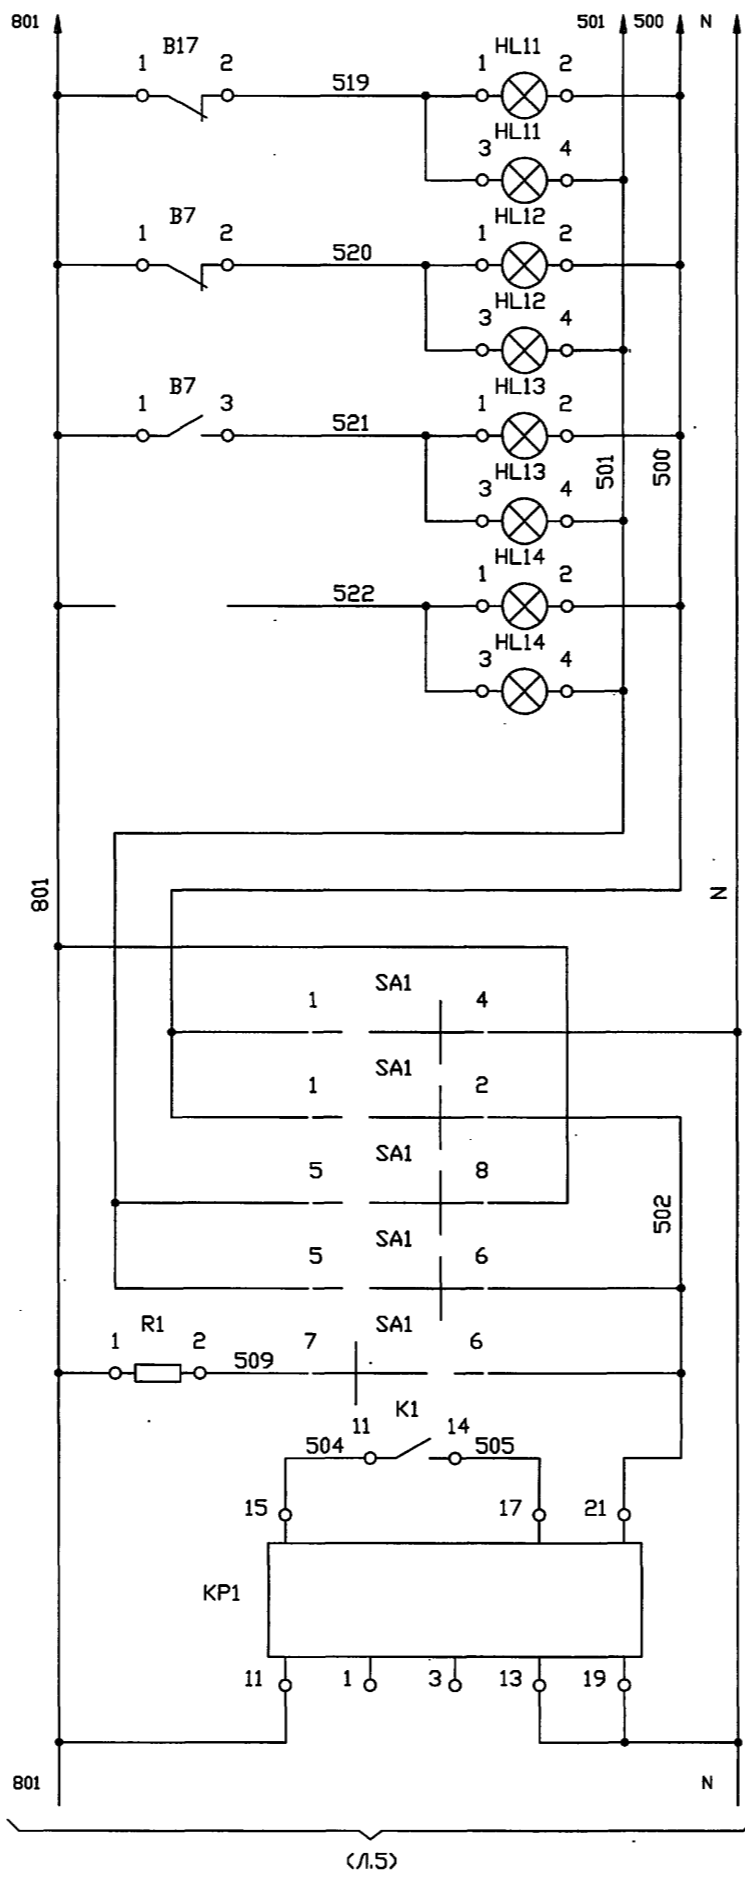 801 501 500 N
B17 HL11
1 2 519 1 2
HL11
3 4
B7 HL12
1 2 520 1 2
HL12
3 4
B7 HL13
1 3 521 1 2
501 500
HL13
3 4
HL14
522 1 2
HL14
3 4
801 N
SA1
1 4
SA1
1 2
SA1
5 8
502
SA1
5 6
R1 SA1
1 2 509 7 6
K1
11 14
504 505
15 17 21
KP1
11 1 3 13 19
801 N
(Л.5)